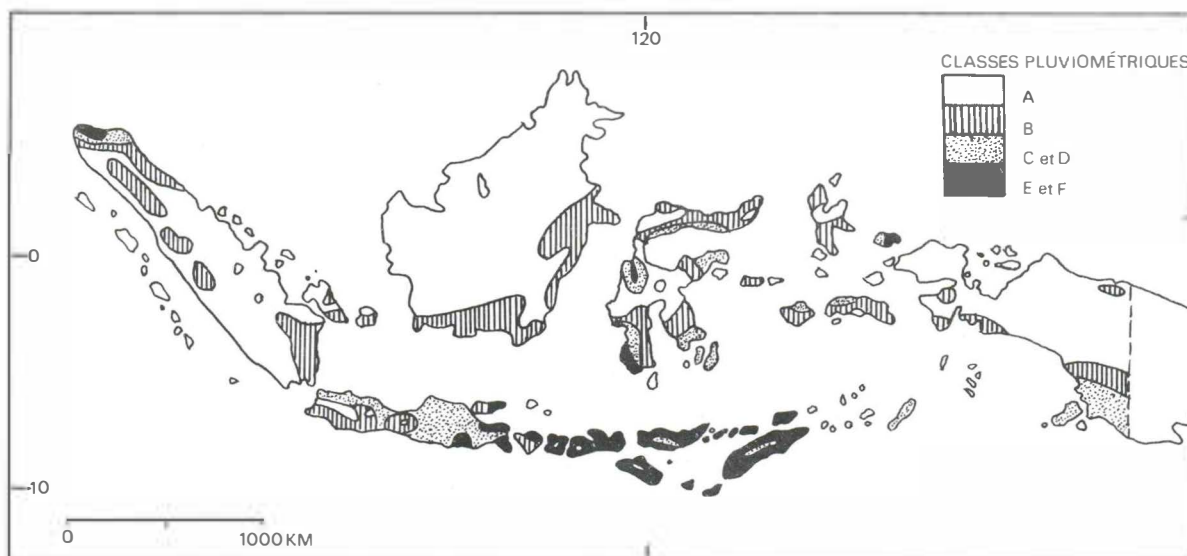 120
CLASSES PLUVIOMÉTRIQUES
A
B
C et D
E et F
0
-10
0 1000 KM